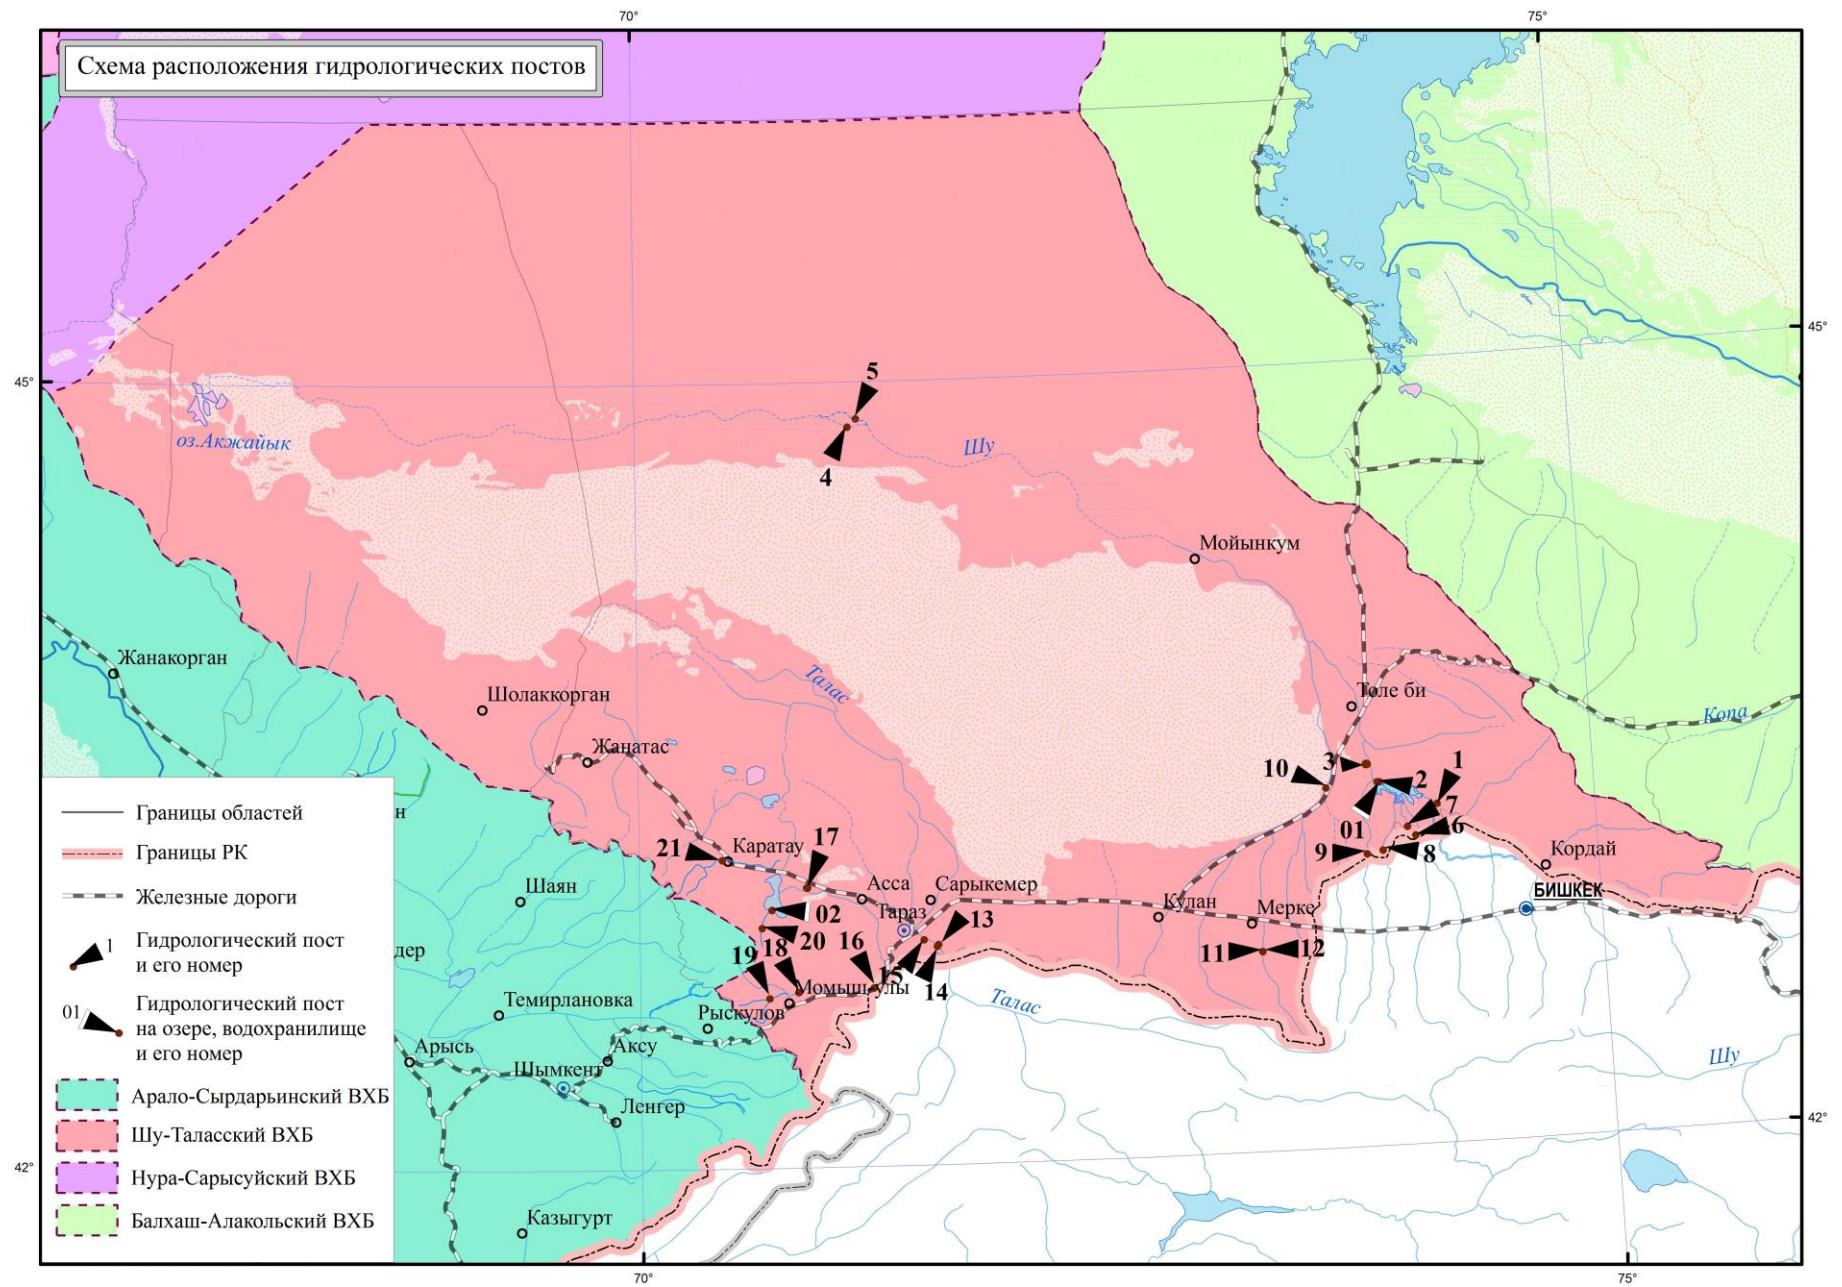 70°
75°
Схема расположения гидрологических постов
45°
45°
5
4
Шу
оз.Акжайык
Мойынкум
Жанакорган
Шолаккорган
Талас
Толе би
Копа
Жанатас
10
3
1
2
7
01
6
9
8
Кордай
21
Каратау
17
Асса
Сарыкемер
Шаян
02
Тараз
13
Кулан
Мерке
БИШКЕК
19
18
20
16
15
14
11
12
н
дер
Темирлановка
Момышулы
Рыскулов
Талас
Арысь
Аксу
Шымкент
Шу
Ленгер
Казыгурт
42°
42°
Границы областей
Границы РК
Железные дороги
1
Гидрологический пост
и его номер
01
Гидрологический пост
на озере, водохранилище
и его номер
Арало-Сырдарьинский ВХБ
Шу-Таласский ВХБ
Нура-Сарысуйский ВХБ
Балхаш-Алакольский ВХБ
70°
75°